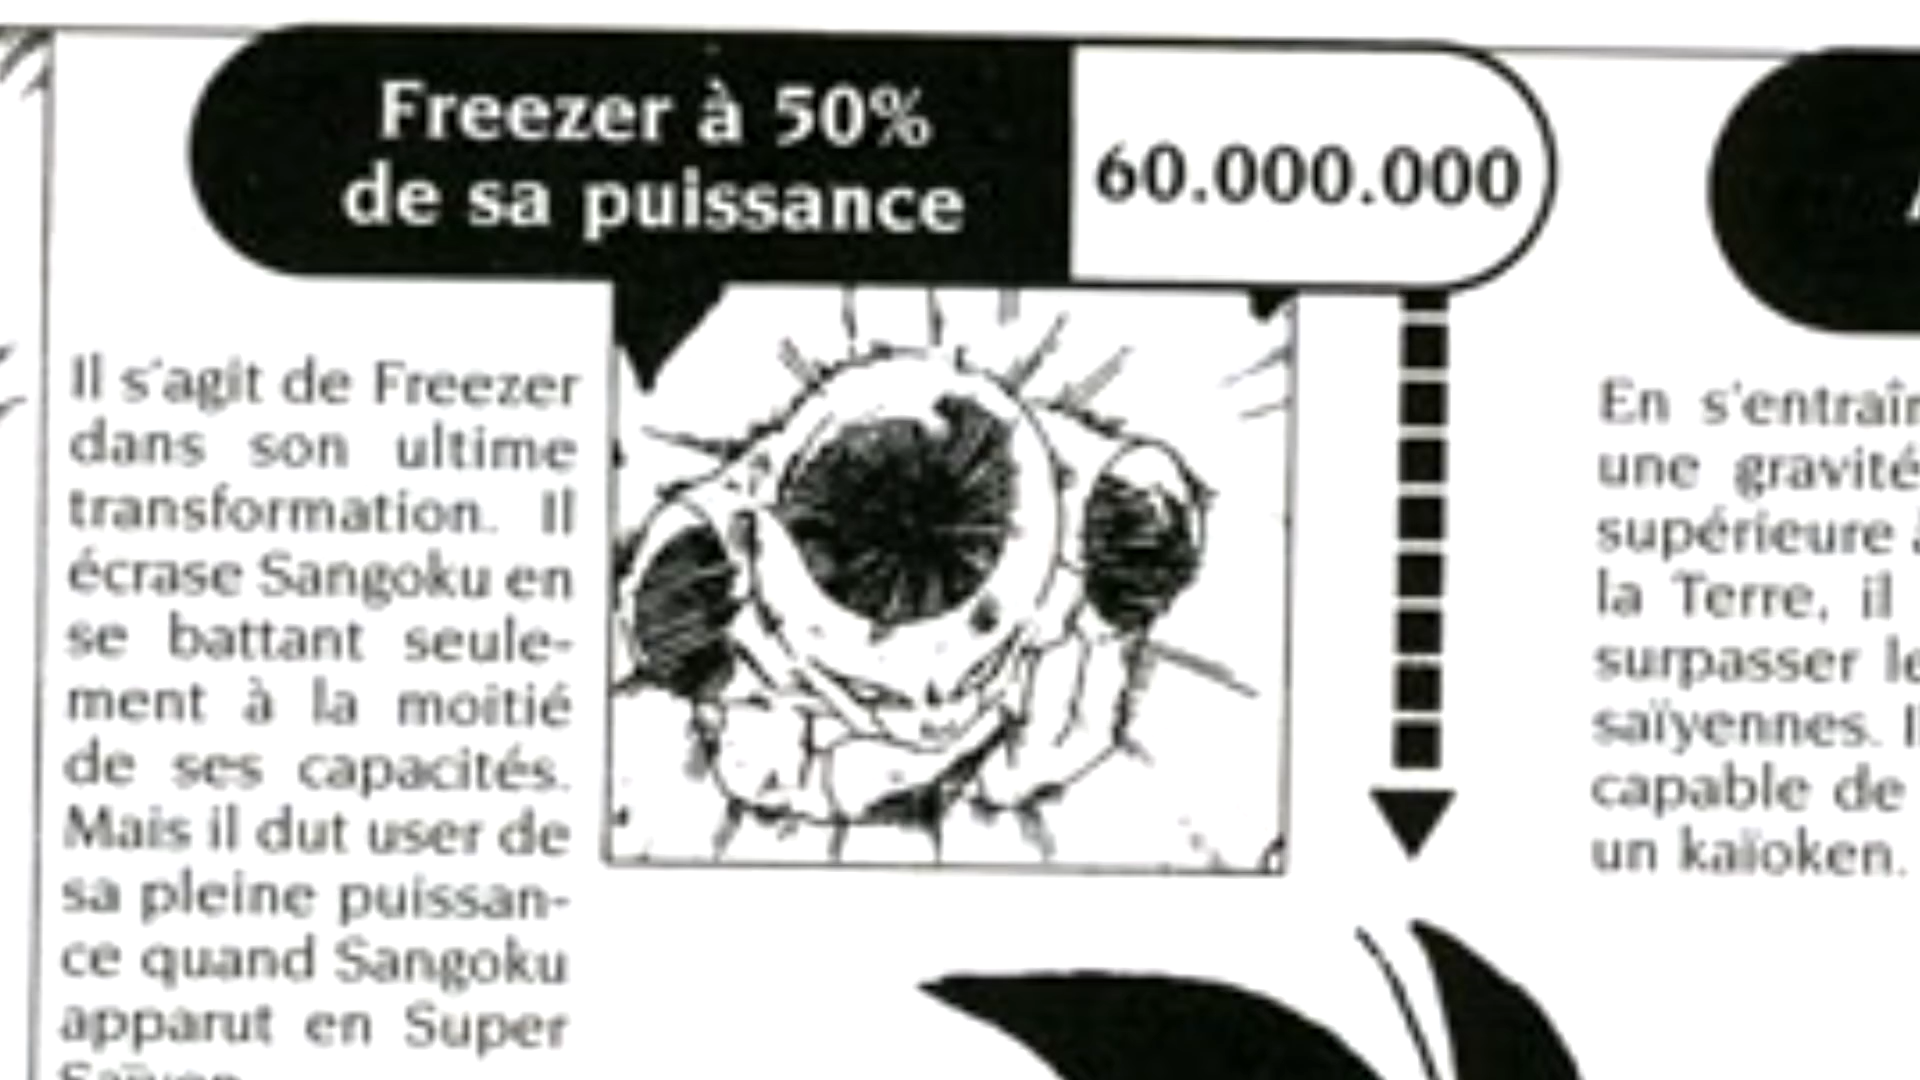 Freezer à 50%
de sa puissance
60.000.000
Il s'agit de Freezer
dans son ultime
transformation. Il
écrase Sangoku en
se battant seule-
ment à la moitié
de ses capacités.
Mais il dut user de
sa pleine puissan-
ce quand Sangoku
apparut en Super
En
une gravité
supérieure
la Terre, il
surpasser
saïyennes.
capable de
un kaïoken.